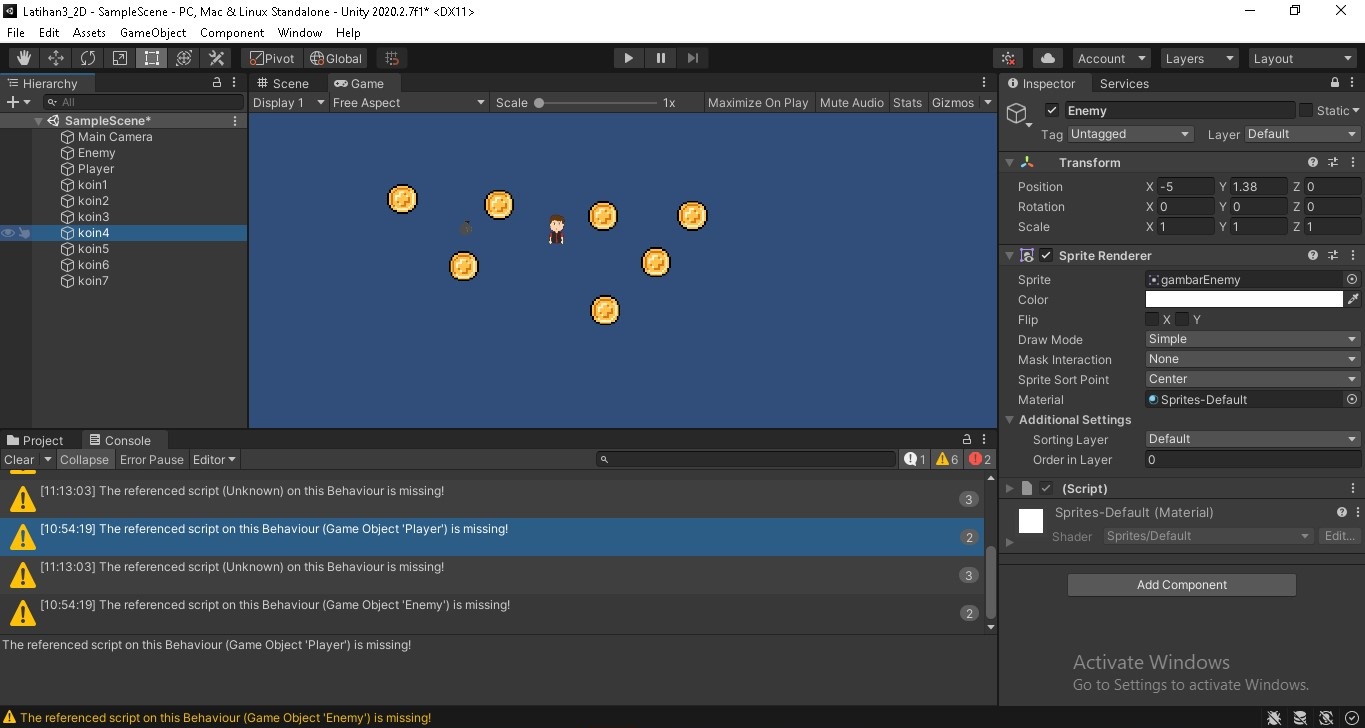 Latihan3_2D - SampleScene - PC, Mac & Linux Standalone - Unity 2020.2.7f1* <DX11>
File Edit Assets GameObject Component Window Help
Pivot Global Account Layers Layout
Hierarchy
All
SampleScene*
Main Camera
Enemy
Player
koin1
koin2
koin3
koin4
koin5
koin6
koin7
Scene Game
Display 1 Free Aspect Scale 1x Maximize On Play Mute Audio Stats Gizmos
Project Console
Clear Collapse Error Pause Editor 1 6 2
[11:13:03] The referenced script (Unknown) on this Behaviour is missing! 3
[10:54:19] The referenced script on this Behaviour (Game Object 'Player') is missing! 2
[11:13:03] The referenced script (Unknown) on this Behaviour is missing! 3
[10:54:19] The referenced script on this Behaviour (Game Object 'Enemy') is missing! 2
The referenced script on this Behaviour (Game Object 'Player') is missing!
Inspector Services
Enemy Static
Tag Untagged Layer Default
Transform
Position X -5 Y 1.38 Z 0
Rotation X 0 Y 0 Z 0
Scale X 1 Y 1 Z 1
Sprite Renderer
Sprite gambarEnemy
Color
Flip X Y
Draw Mode Simple
Mask Interaction None
Sprite Sort Point Center
Material Sprites-Default
Additional Settings
Sorting Layer Default
Order in Layer 0
(Script)
Sprites-Default (Material)
Shader Sprites/Default Edit...
Add Component
Activate Windows
Go to Settings to activate Windows.
The referenced script on this Behaviour (Game Object 'Enemy') is missing!